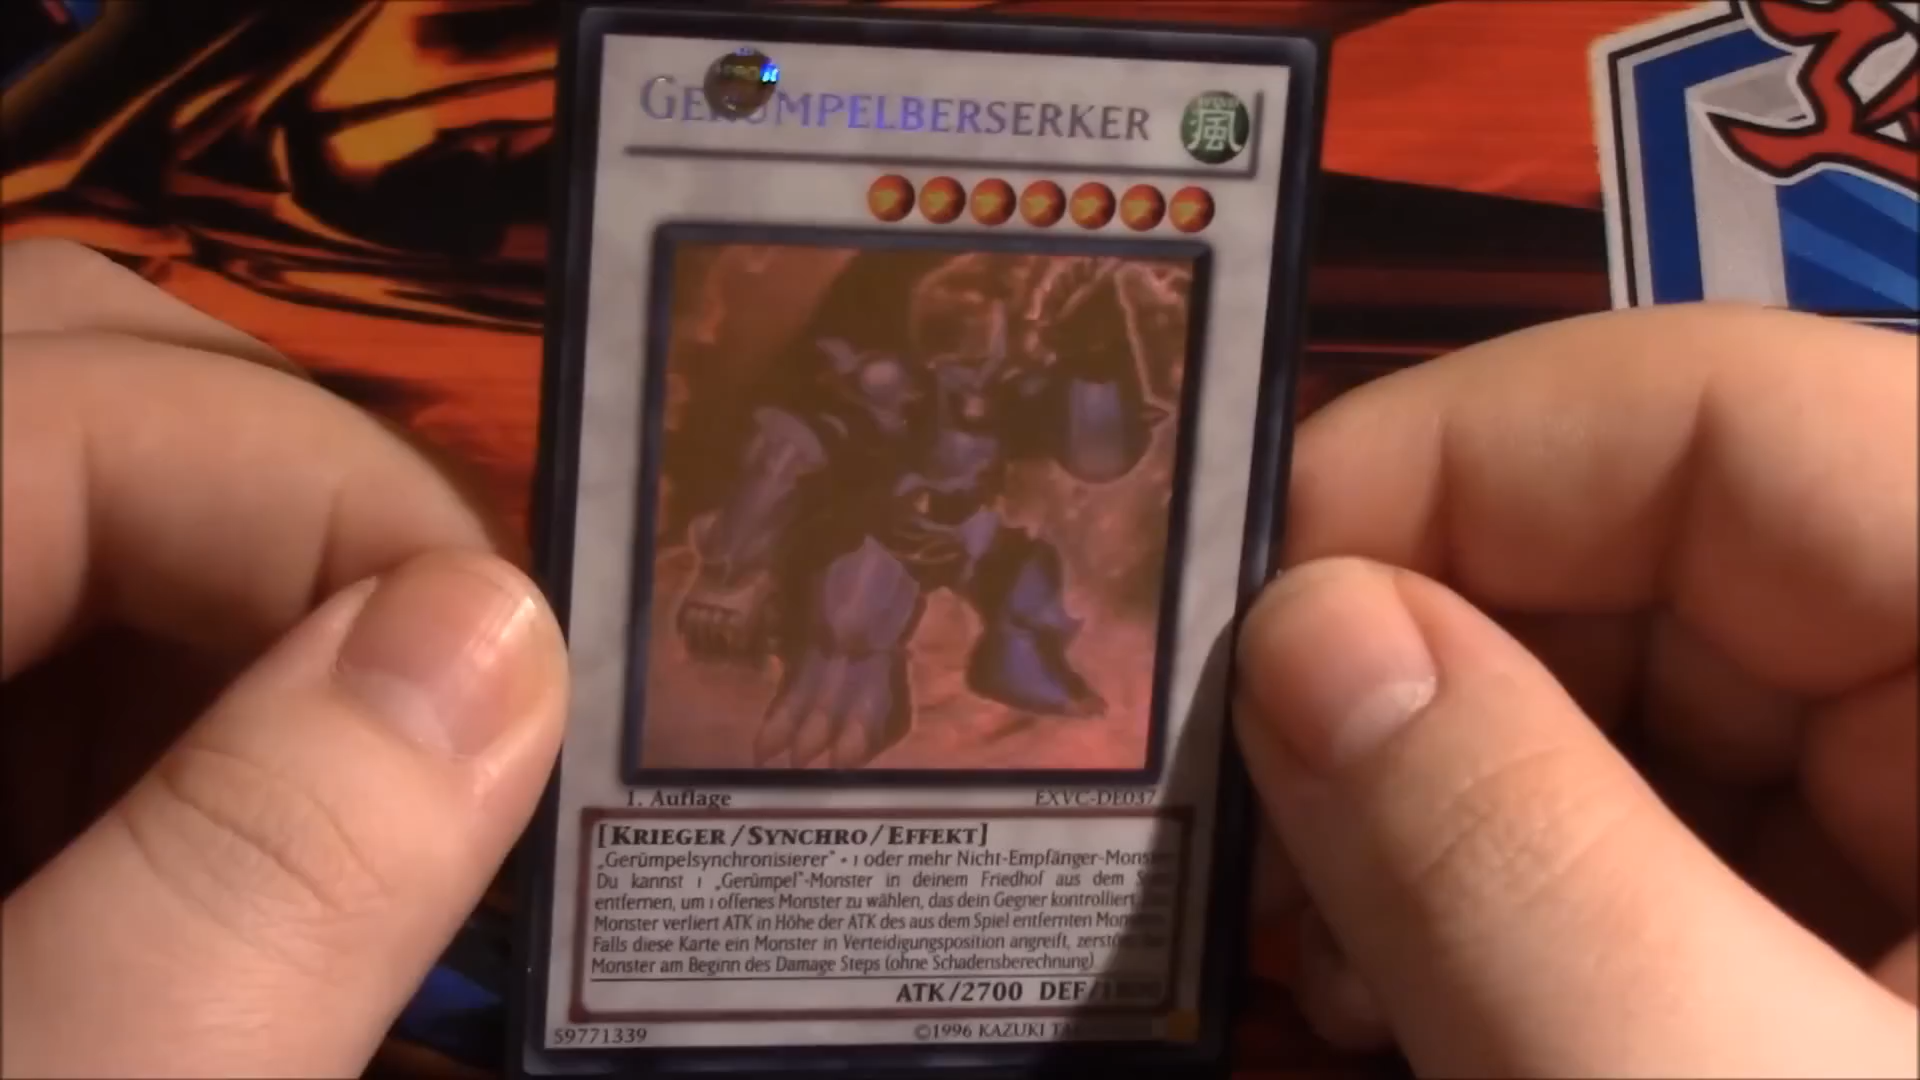 GERÜMPELBERSERKER
WIND
風
1. Auflage
EXVC-DE037
[KRIEGER/SYNCHRO/EFFEKT]
„Gerümpelsynchronisierer" + 1 oder mehr Nicht-Empfänger-Monster
Du kannst 1 „Gerümpel"-Monster in deinem Friedhof aus dem Spiel
entfernen, um 1 offenes Monster zu wählen, das dein Gegner kontrolliert.
Monster verliert ATK in Höhe der ATK des aus dem Spiel entfernten Monsters.
Falls diese Karte ein Monster in Verteidigungsposition angreift, zerstöre
Monster am Beginn des Damage Steps (ohne Schadensberechnung).
ATK/2700 DEF/1800
59771339
©1996 KAZUKI